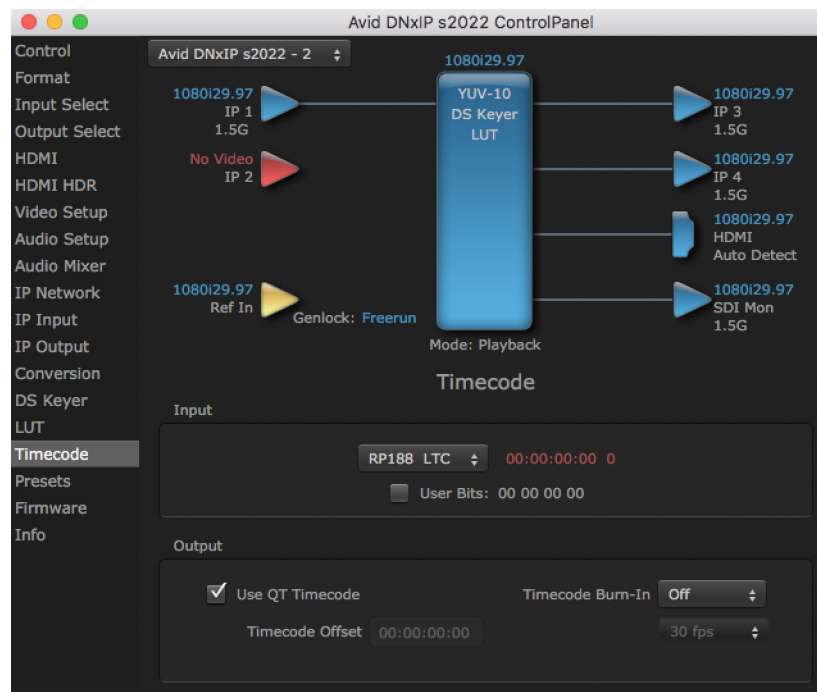 Avid DNxIP s2022 ControlPanel
Control
Format
Input Select
Output Select
HDMI
HDMI HDR
Video Setup
Audio Setup
Audio Mixer
IP Network
IP Input
IP Output
Conversion
DS Keyer
LUT
Timecode
Presets
Firmware
Info
Avid DNxIP s2022 - 2
1080i29.97
IP 1
1.5G
No Video
IP 2
1080i29.97
Ref In
Genlock: Freerun
1080i29.97
YUV-10
DS Keyer
LUT
Mode: Playback
1080i29.97
IP 3
1.5G
1080i29.97
IP 4
1.5G
1080i29.97
HDMI
Auto Detect
1080i29.97
SDI Mon
1.5G
Timecode
Input
RP188 LTC 00:00:00:00 0
User Bits: 00 00 00 00
Output
Use QT Timecode Timecode Burn-In Off
Timecode Offset 00:00:00:00 30 fps